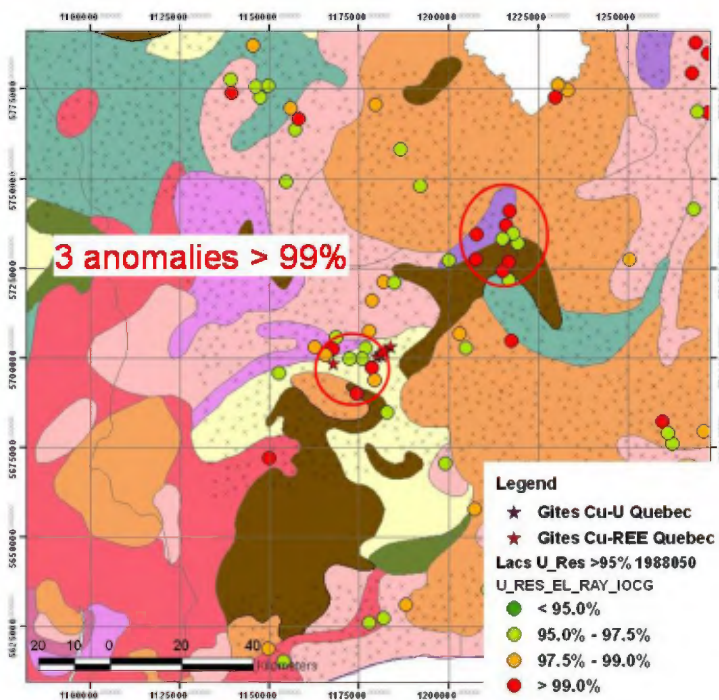 1100000 1125000 1150000 1175000 1200000 1225000 1250000
5775000
5750000
3 anomalies > 99%
5725000
5700000
5675000
5650000
5625000
Legend
Gites Cu-U Quebec
Gites Cu-REE Quebec
Lacs U_Res >95% 1988050
U_RES_EL_RAY_IOCG
< 95.0%
95.0% - 97.5%
97.5% - 99.0%
> 99.0%
20 10 0 20 40
Kilometers
1100000 1125000 1150000 1175000 1200000 1225000 1250000